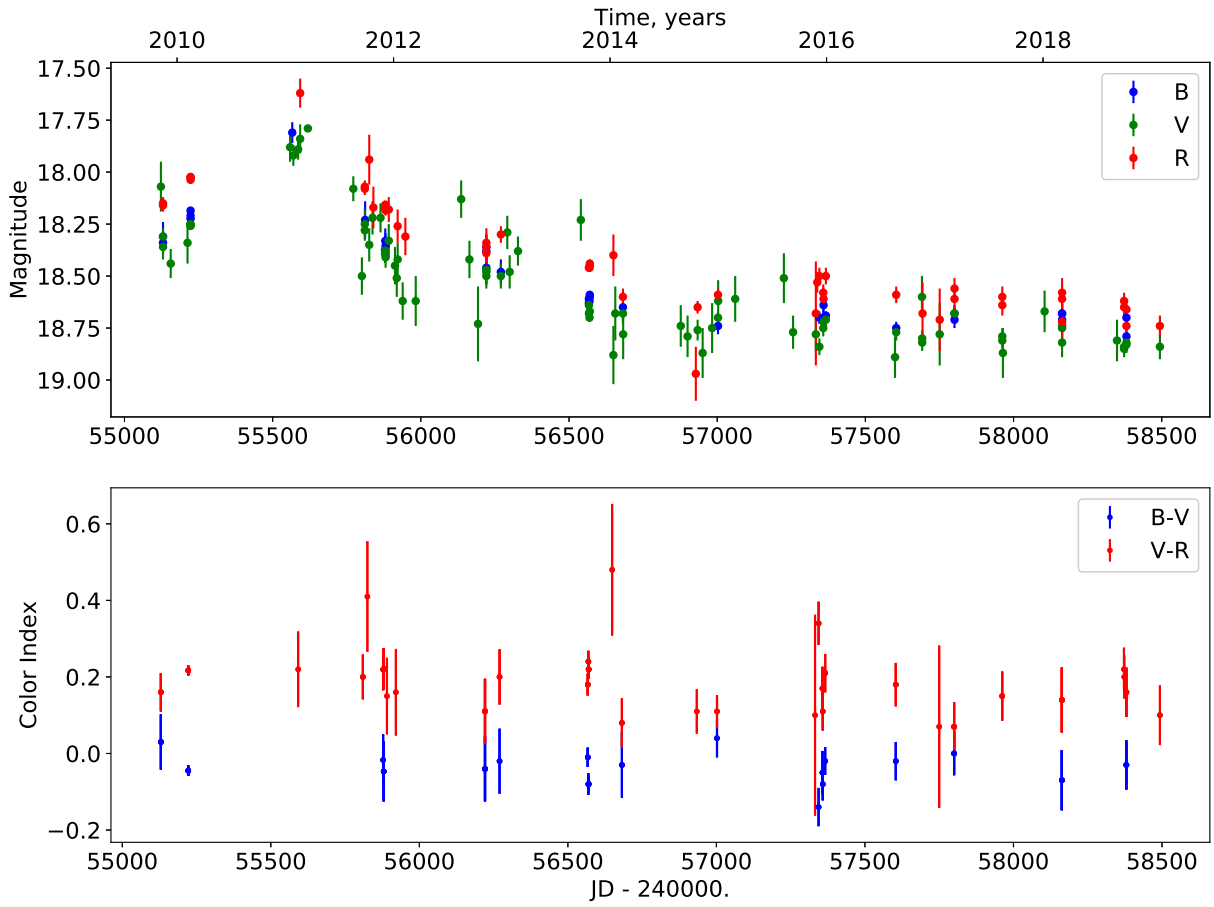 Time, years
2010 2012 2014 2016 2018
17.50
17.75
18.00
18.25
18.50
18.75
19.00
Magnitude
B
V
R
55000 55500 56000 56500 57000 57500 58000 58500
0.6
0.4
0.2
0.0
−0.2
Color Index
B-V
V-R
55000 55500 56000 56500 57000 57500 58000 58500
JD - 240000.